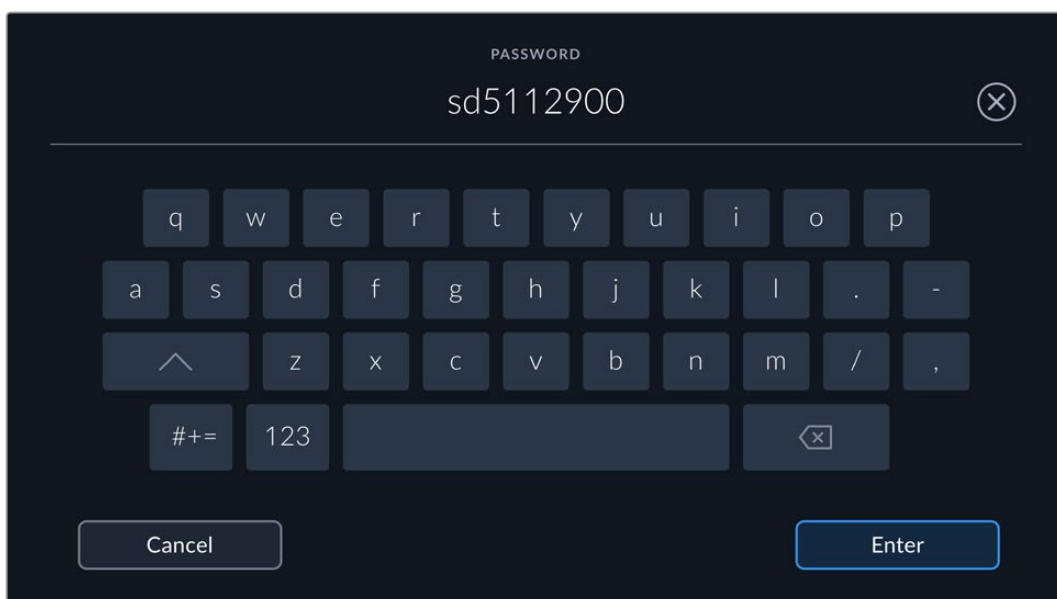 PASSWORD
sd5112900
q w e r t y u i o p
a s d f g h j k l . -
z x c v b n m / ,
#+= 123
Cancel Enter